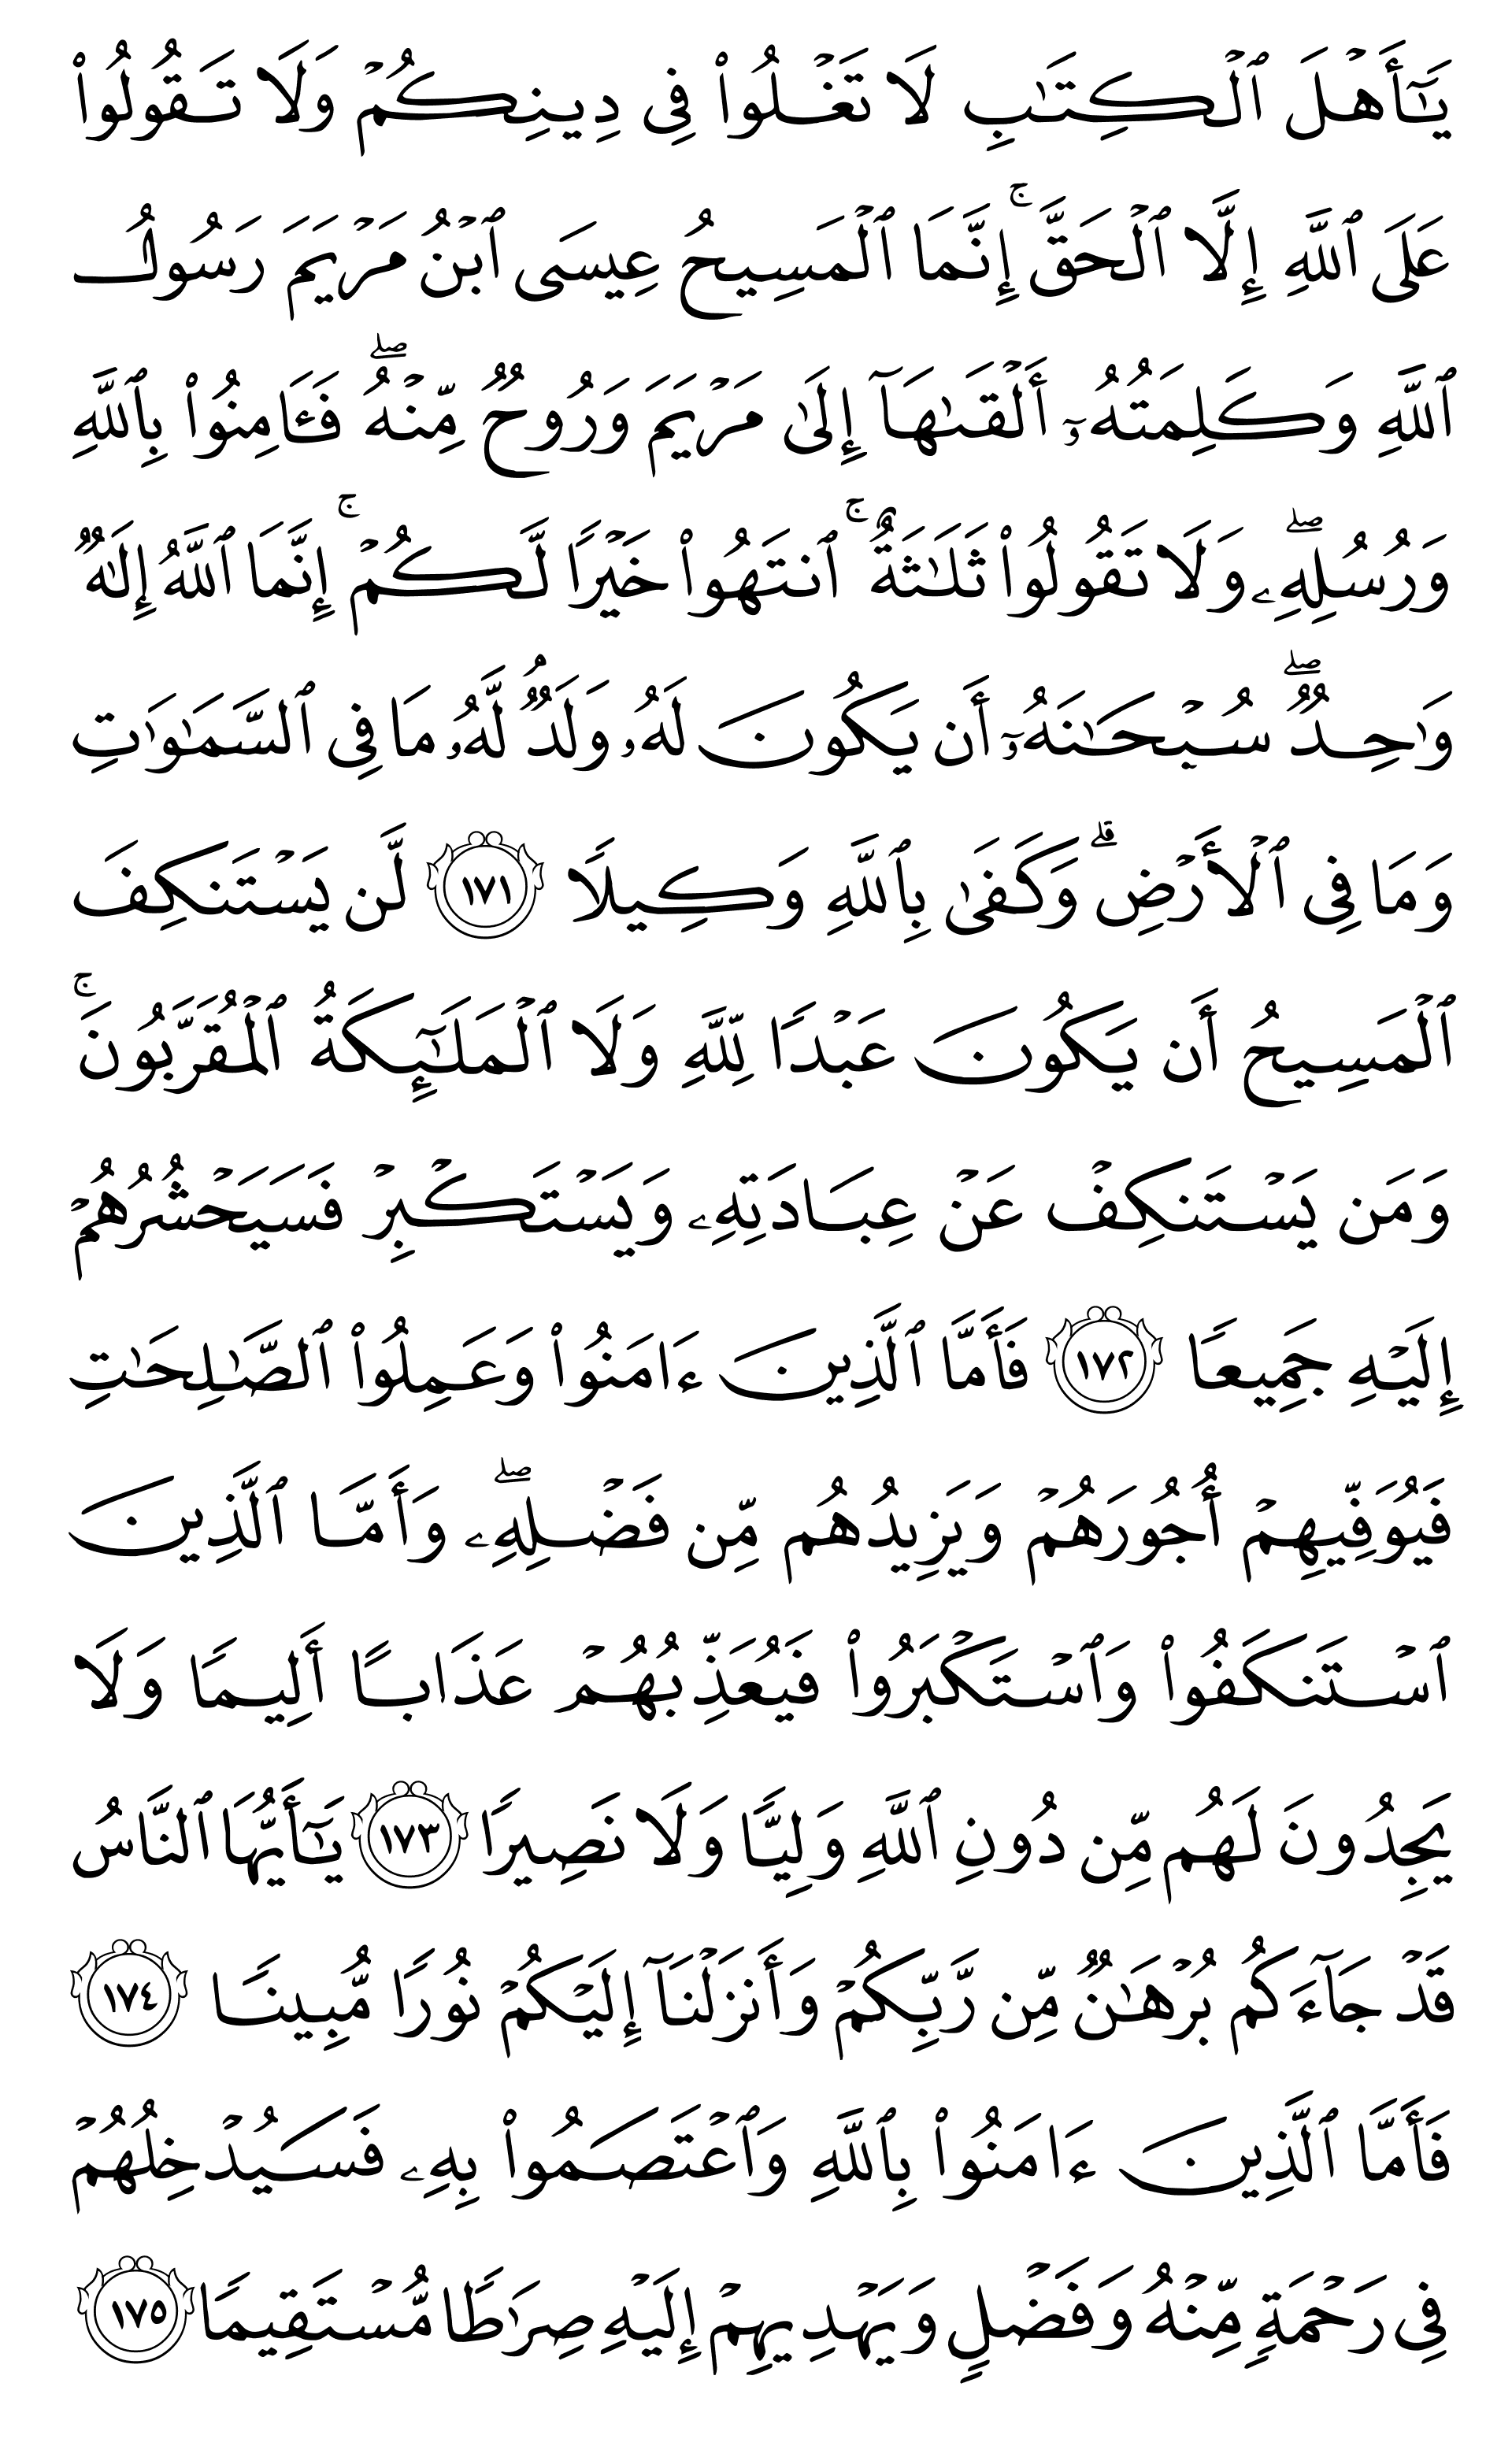 يَٰٓأَهۡلَ ٱلۡكِتَٰبِ لَا تَغۡلُواْ فِي دِينِكُمۡ وَلَا تَقُولُواْ
عَلَى ٱللَّهِ إِلَّا ٱلۡحَقَّۚ إِنَّمَا ٱلۡمَسِيحُ عِيسَى ٱبۡنُ مَرۡيَمَ رَسُولُ
ٱللَّهِ وَكَلِمَتُهُۥٓ أَلۡقَىٰهَآ إِلَىٰ مَرۡيَمَ وَرُوحٞ مِّنۡهُۖ فَـَٔامِنُواْ بِٱللَّهِ
وَرُسُلِهِۦۖ وَلَا تَقُولُواْ ثَلَٰثَةٌۚ ٱنتَهُواْ خَيۡرٗا لَّكُمۡۚ إِنَّمَا ٱللَّهُ إِلَٰهٞ
وَٰحِدٞۖ سُبۡحَٰنَهُۥٓ أَن يَكُونَ لَهُۥ وَلَدٞۘ لَّهُۥ مَا فِي ٱلسَّمَٰوَٰتِ
وَمَا فِي ٱلۡأَرۡضِۗ وَكَفَىٰ بِٱللَّهِ وَكِيلٗا ١٧١ لَّن يَسۡتَنكِفَ
ٱلۡمَسِيحُ أَن يَكُونَ عَبۡدٗا لِّلَّهِ وَلَا ٱلۡمَلَٰٓئِكَةُ ٱلۡمُقَرَّبُونَۚ
وَمَن يَسۡتَنكِفۡ عَنۡ عِبَادَتِهِۦ وَيَسۡتَكۡبِرۡ فَسَيَحۡشُرُهُمۡ
إِلَيۡهِ جَمِيعٗا ١٧٢ فَأَمَّا ٱلَّذِينَ ءَامَنُواْ وَعَمِلُواْ ٱلصَّٰلِحَٰتِ
فَيُوَفِّيهِمۡ أُجُورَهُمۡ وَيَزِيدُهُم مِّن فَضۡلِهِۦۖ وَأَمَّا ٱلَّذِينَ
ٱسۡتَنكَفُواْ وَٱسۡتَكۡبَرُواْ فَيُعَذِّبُهُمۡ عَذَابًا أَلِيمٗا وَلَا
يَجِدُونَ لَهُم مِّن دُونِ ٱللَّهِ وَلِيّٗا وَلَا نَصِيرٗا ١٧٣ يَٰٓأَيُّهَا ٱلنَّاسُ
قَدۡ جَآءَكُم بُرۡهَٰنٞ مِّن رَّبِّكُمۡ وَأَنزَلۡنَآ إِلَيۡكُمۡ نُورٗا مُّبِينٗا ١٧٤
فَأَمَّا ٱلَّذِينَ ءَامَنُواْ بِٱللَّهِ وَٱعۡتَصَمُواْ بِهِۦ فَسَيُدۡخِلُهُمۡ
فِي رَحۡمَةٖ مِّنۡهُ وَفَضۡلٖ وَيَهۡدِيهِمۡ إِلَيۡهِ صِرَٰطٗا مُّسۡتَقِيمٗا ١٧٥